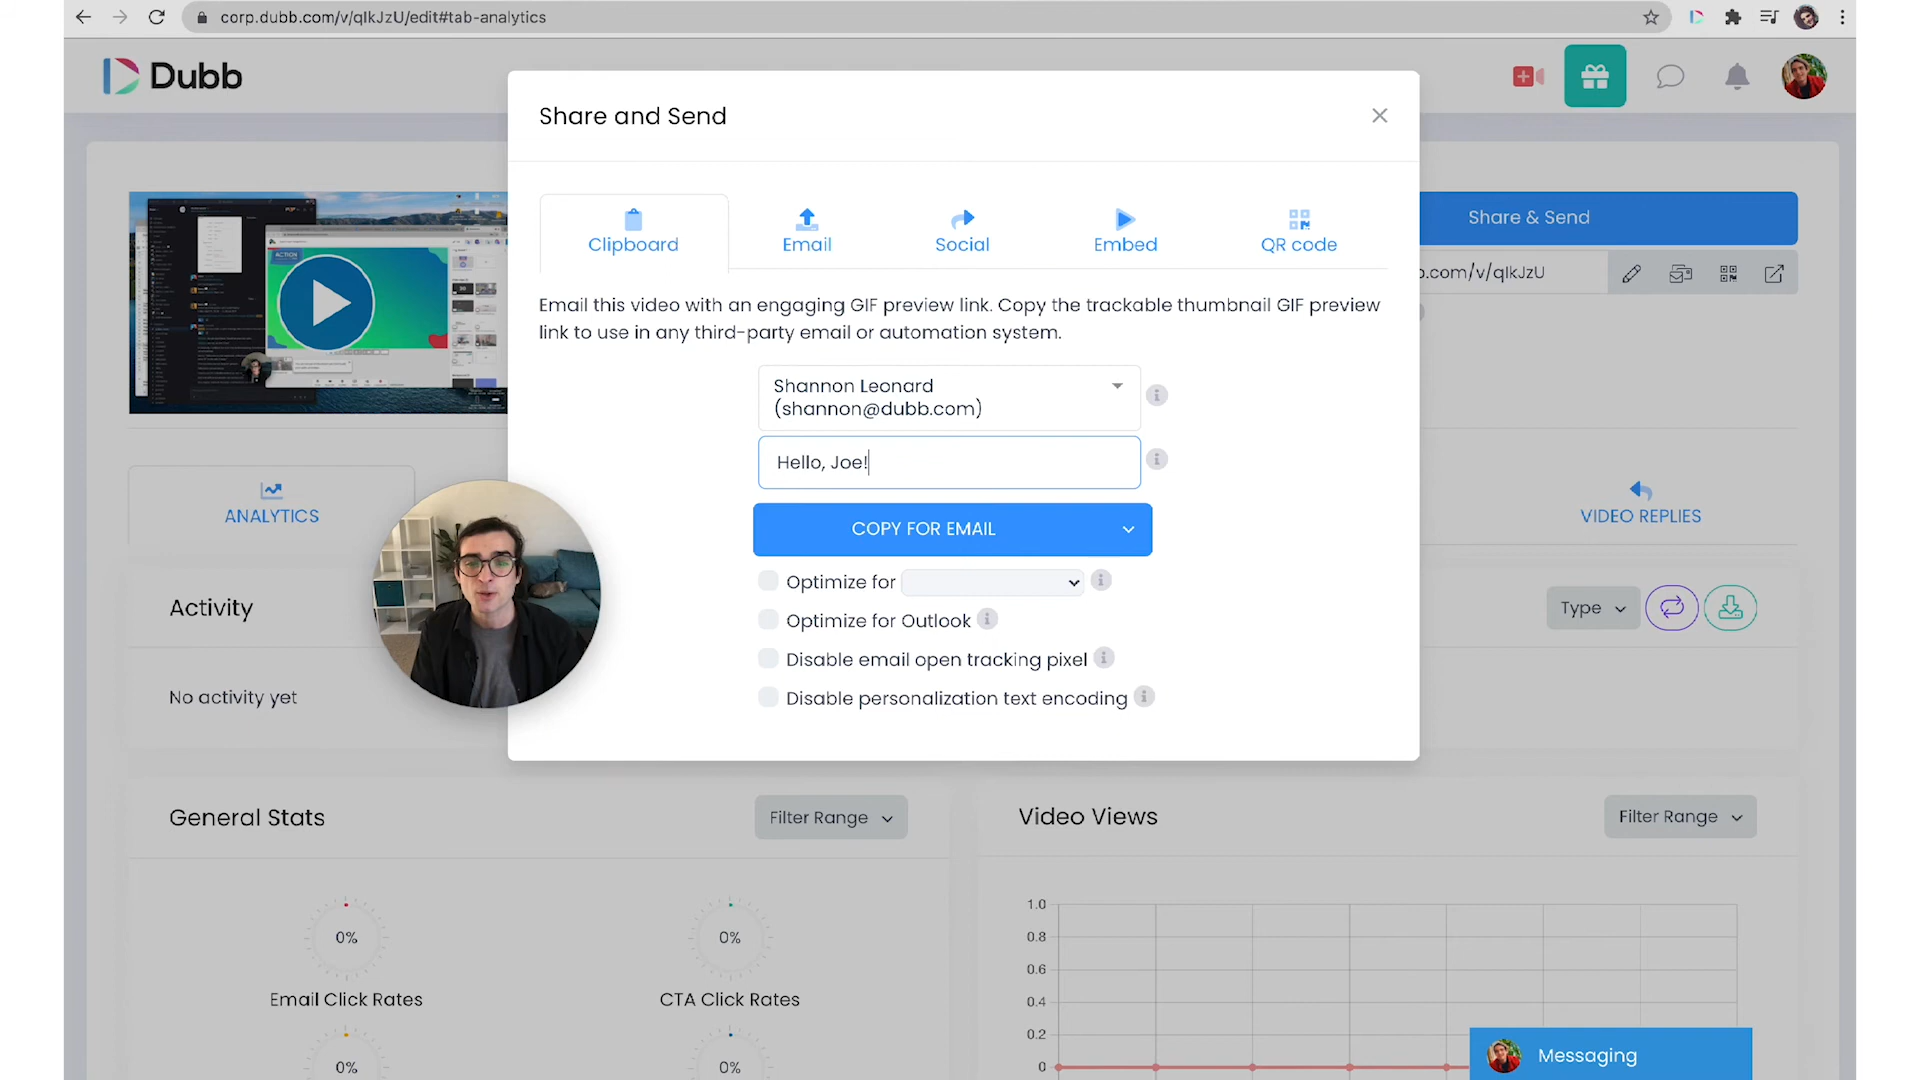 corp.dubb.com/v/qIkJzU/edit#tab-analytics
Dubb
Share and Send
Clipboard
Email
Social
Embed
QR code
Share & Send
b.com/v/qIkJzU
Email this video with an engaging GIF preview link. Copy the trackable thumbnail GIF preview
link to use in any third-party email or automation system.
Shannon Leonard
(shannon@dubb.com)
Hello, Joe!
COPY FOR EMAIL
Optimize for
Optimize for Outlook
Disable email open tracking pixel
Disable personalization text encoding
ACTION
ANALYTICS
VIDEO REPLIES
Activity
Type
No activity yet
General Stats
Filter Range
Video Views
Filter Range
0%
Email Click Rates
0%
CTA Click Rates
0%
0%
1.0
0.8
0.6
0.4
0.2
0
Messaging